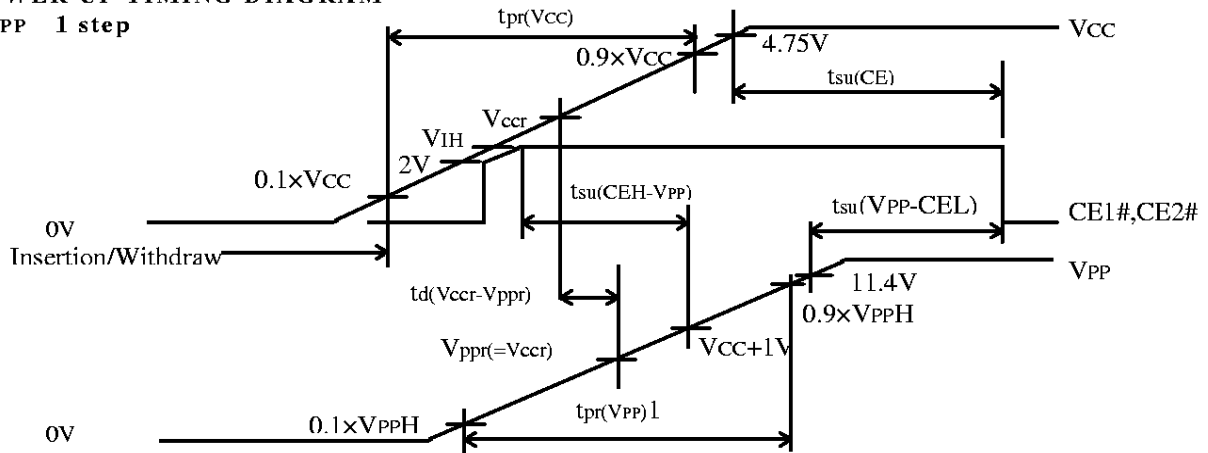 PP 1 step
tpr(VCC)
VCC
4.75V
0.9×VCC
tsu(CE)
Vccr
VIH
2V
0.1×VCC
tsu(CEH-VPP)
tsu(VPP-CEL)
0V
CE1#,CE2#
Insertion/Withdraw
VPP
11.4V
td(Vccr-Vppr)
0.9×VPPH
Vppr(=Vccr)
VCC+1V
tpr(VPP)1
0.1×VPPH
0V